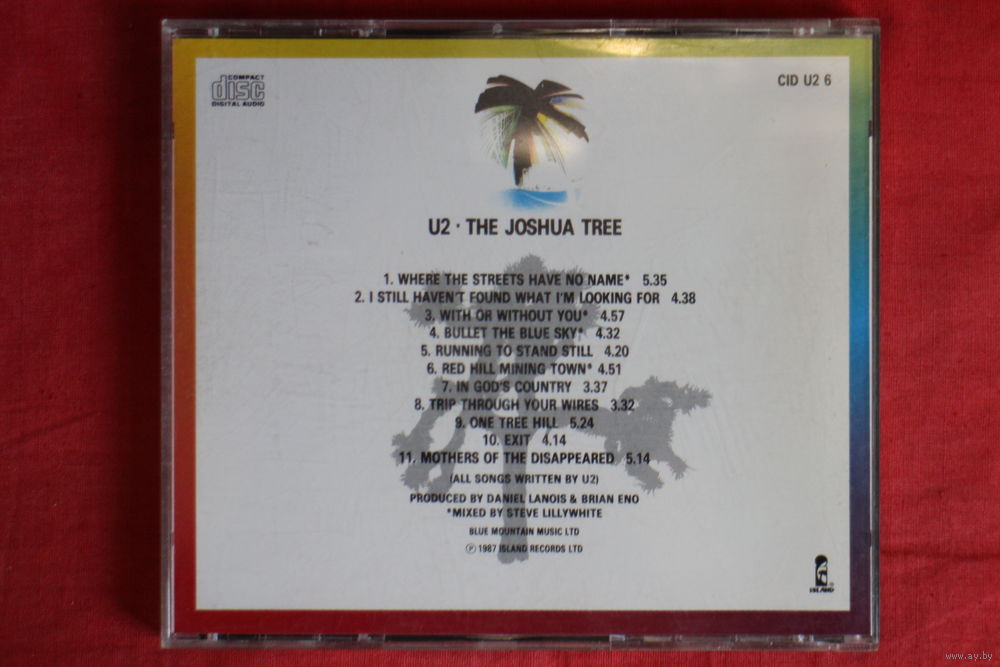 COMPACT
disc
DIGITAL AUDIO
CID U2 6
U2 · THE JOSHUA TREE
1. WHERE THE STREETS HAVE NO NAME* 5.35
2. I STILL HAVEN'T FOUND WHAT I'M LOOKING FOR 4.38
3. WITH OR WITHOUT YOU* 4.57
4. BULLET THE BLUE SKY* 4.32
5. RUNNING TO STAND STILL 4.20
6. RED HILL MINING TOWN* 4.51
7. IN GOD'S COUNTRY 3.37
8. TRIP THROUGH YOUR WIRES 3.32
9. ONE TREE HILL 5.24
10. EXIT 4.14
11. MOTHERS OF THE DISAPPEARED 5.14
(ALL SONGS WRITTEN BY U2)
PRODUCED BY DANIEL LANOIS & BRIAN ENO
*MIXED BY STEVE LILLYWHITE
BLUE MOUNTAIN MUSIC LTD
℗ 1987 ISLAND RECORDS LTD
ISLAND
www.ay.by